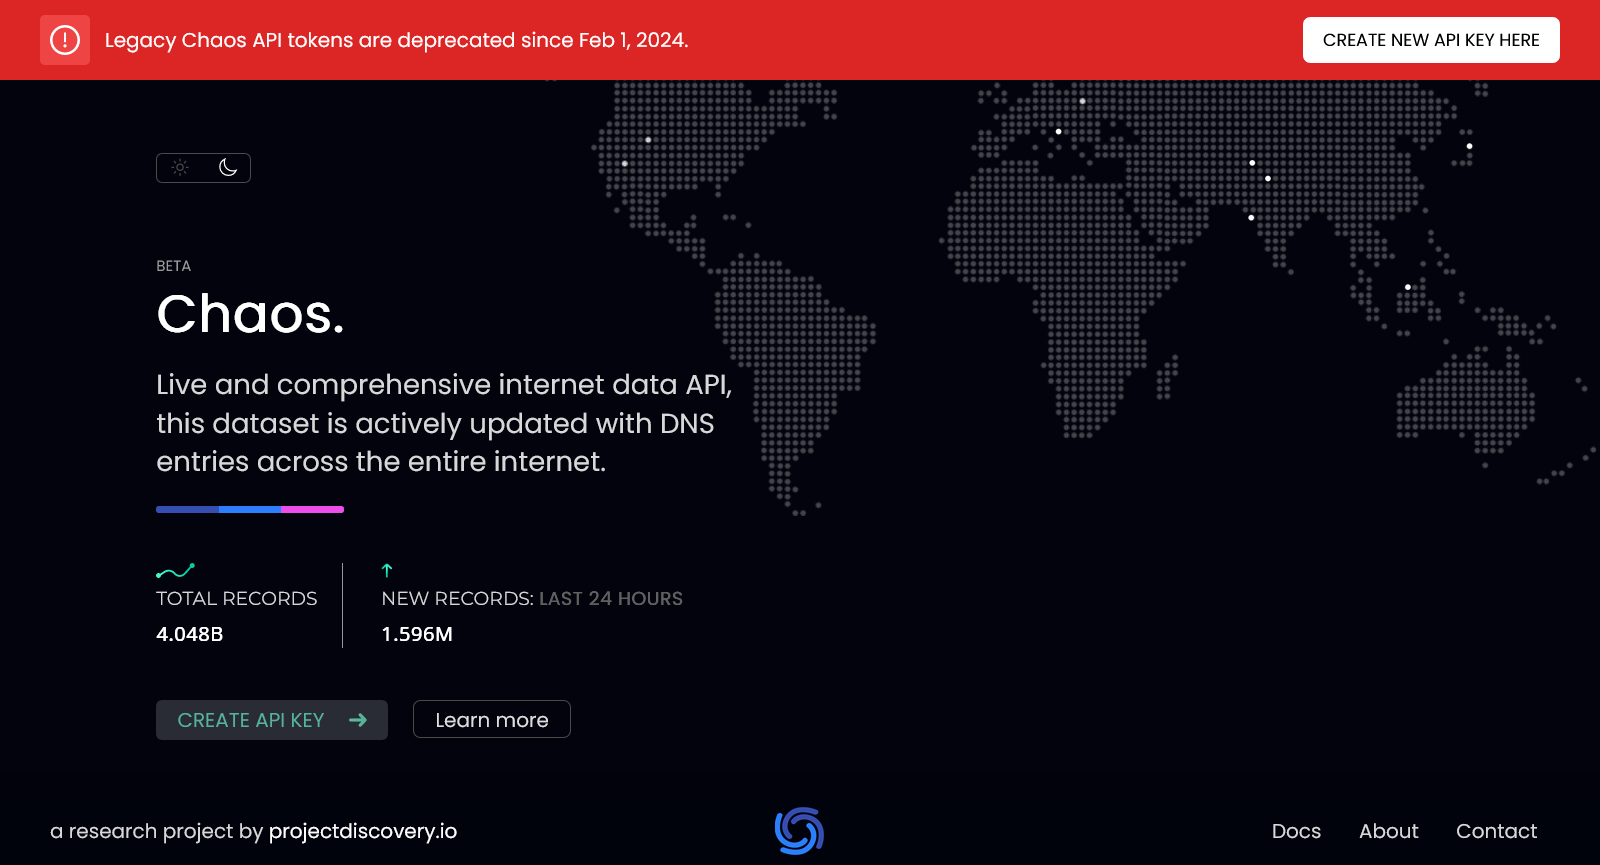 Legacy Chaos API tokens are deprecated since Feb 1, 2024.
CREATE NEW API KEY HERE
BETA
Chaos.
Live and comprehensive internet data API,
this dataset is actively updated with DNS
entries across the entire internet.
TOTAL RECORDS
4.048B
NEW RECORDS: LAST 24 HOURS
1.596M
CREATE API KEY
Learn more
a research project by projectdiscovery.io
Docs
About
Contact